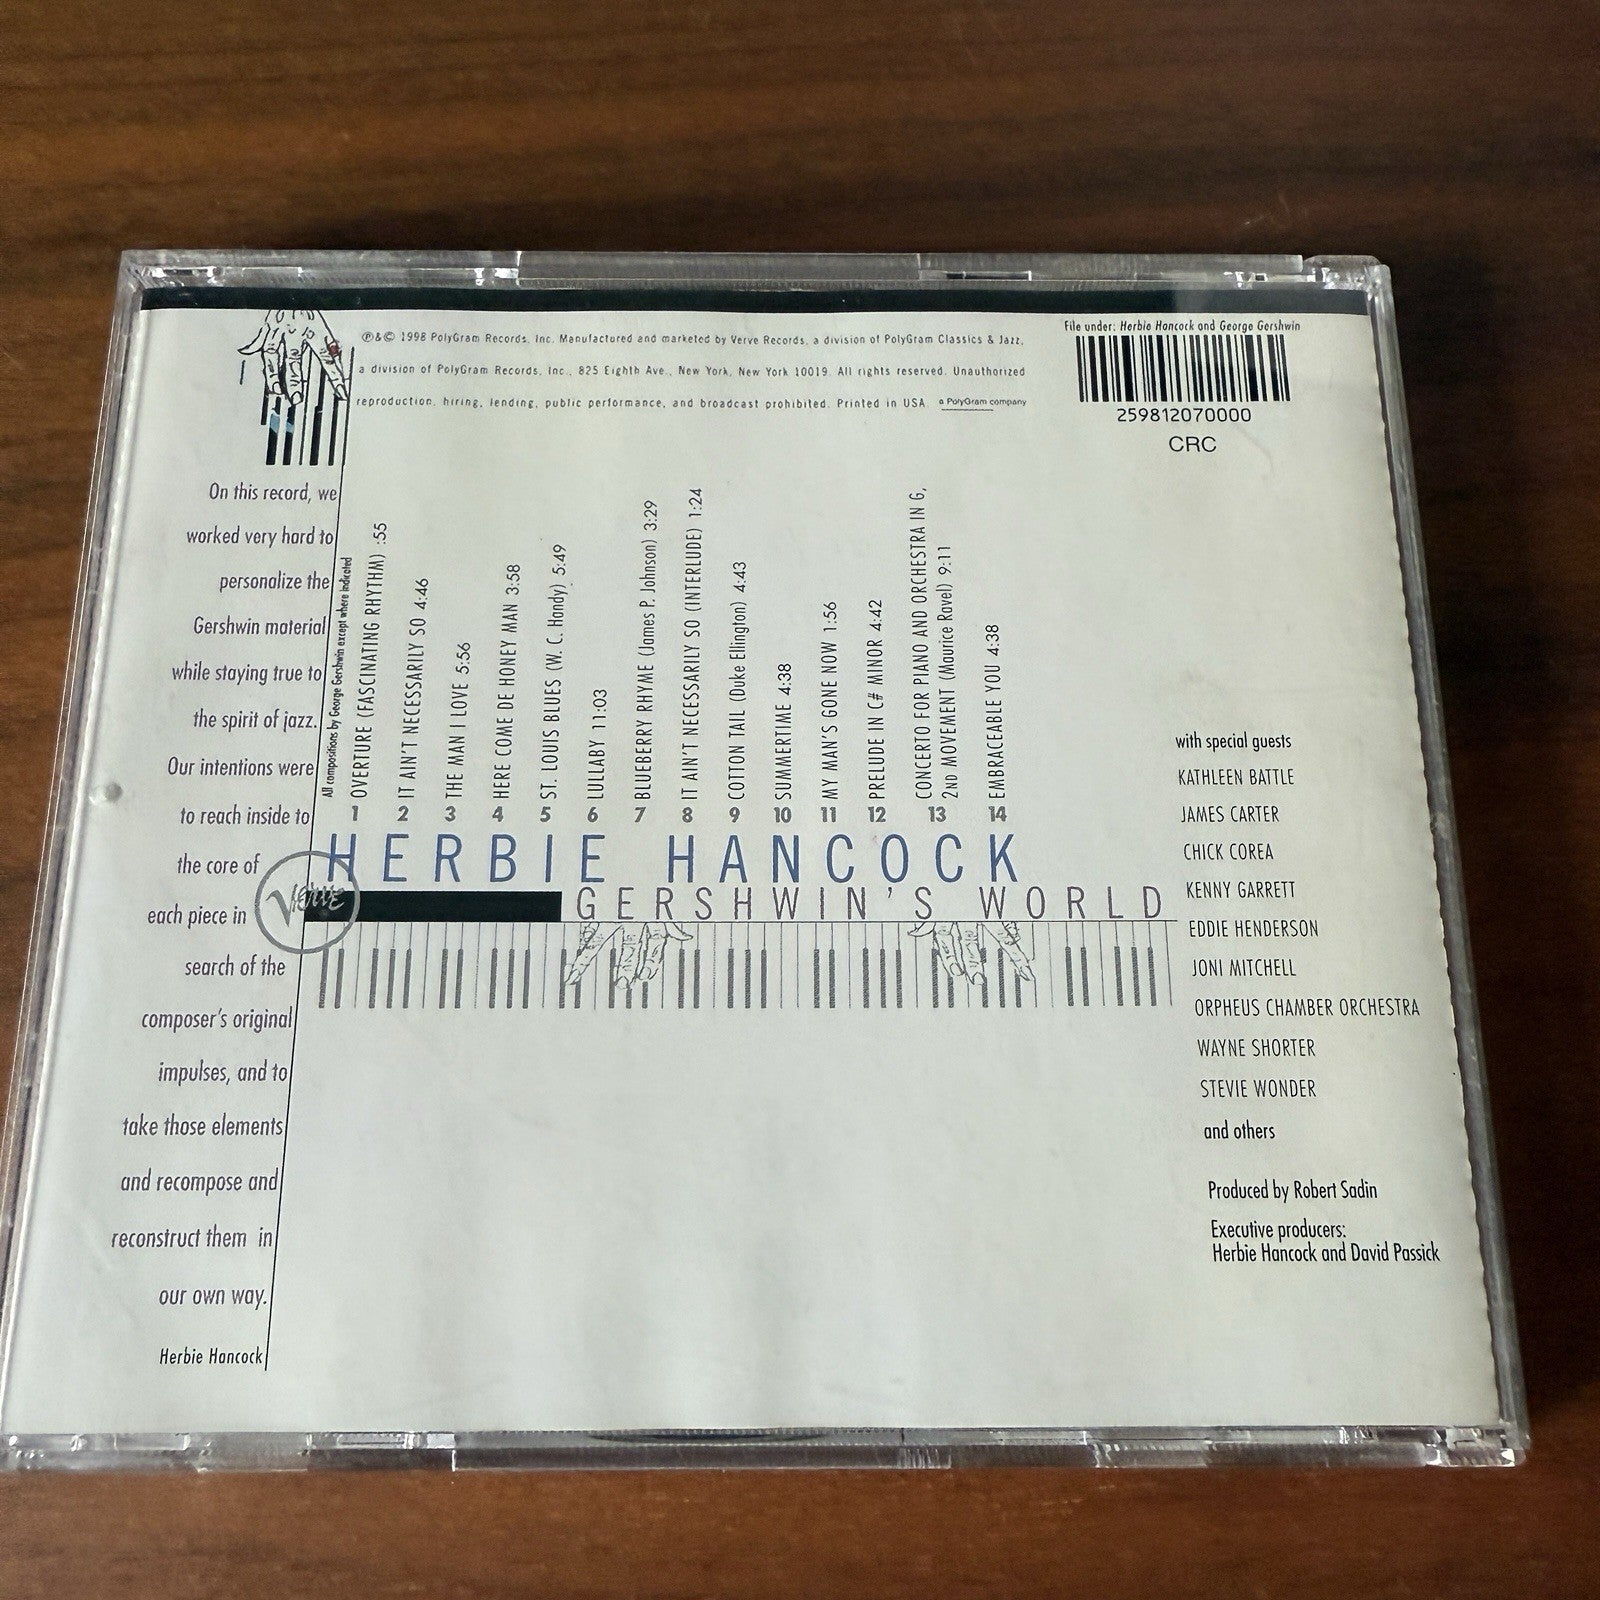 ℗&© 1998 PolyGram Records, Inc. Manufactured and marketed by Verve Records, a division of PolyGram Classics & Jazz,
a division of PolyGram Records, Inc., 825 Eighth Ave., New York, New York 10019. All rights reserved. Unauthorized
reproduction, hiring, lending, public performance, and broadcast prohibited. Printed in USA. a PolyGram company
File under: Herbie Hancock and George Gershwin
259812070000
CRC
On this record, we
worked very hard to
personalize the
Gershwin material
while staying true to
the spirit of jazz.
Our intentions were
to reach inside to
the core of
each piece in
search of the
composer's original
impulses, and to
take those elements
and recompose and
reconstruct them in
our own way.
Herbie Hancock
All compositions by George Gershwin except where indicated
1 OVERTURE (FASCINATING RHYTHM) :55
2 IT AIN'T NECESSARILY SO 4:46
3 THE MAN I LOVE 5:56
4 HERE COME DE HONEY MAN 3:58
5 ST. LOUIS BLUES (W. C. Handy) 5:49
6 LULLABY 11:03
7 BLUEBERRY RHYME (James P. Johnson) 3:29
8 IT AIN'T NECESSARILY SO (INTERLUDE) 1:24
9 COTTON TAIL (Duke Ellington) 4:43
10 SUMMERTIME 4:38
11 MY MAN'S GONE NOW 1:56
12 PRELUDE IN C# MINOR 4:42
13 CONCERTO FOR PIANO AND ORCHESTRA IN G,
2ND MOVEMENT (Maurice Ravel) 9:11
14 EMBRACEABLE YOU 4:38
HERBIE HANCOCK
Verve
GERSHWIN'S WORLD
with special guests
KATHLEEN BATTLE
JAMES CARTER
CHICK COREA
KENNY GARRETT
EDDIE HENDERSON
JONI MITCHELL
ORPHEUS CHAMBER ORCHESTRA
WAYNE SHORTER
STEVIE WONDER
and others
Produced by Robert Sadin
Executive producers:
Herbie Hancock and David Passick